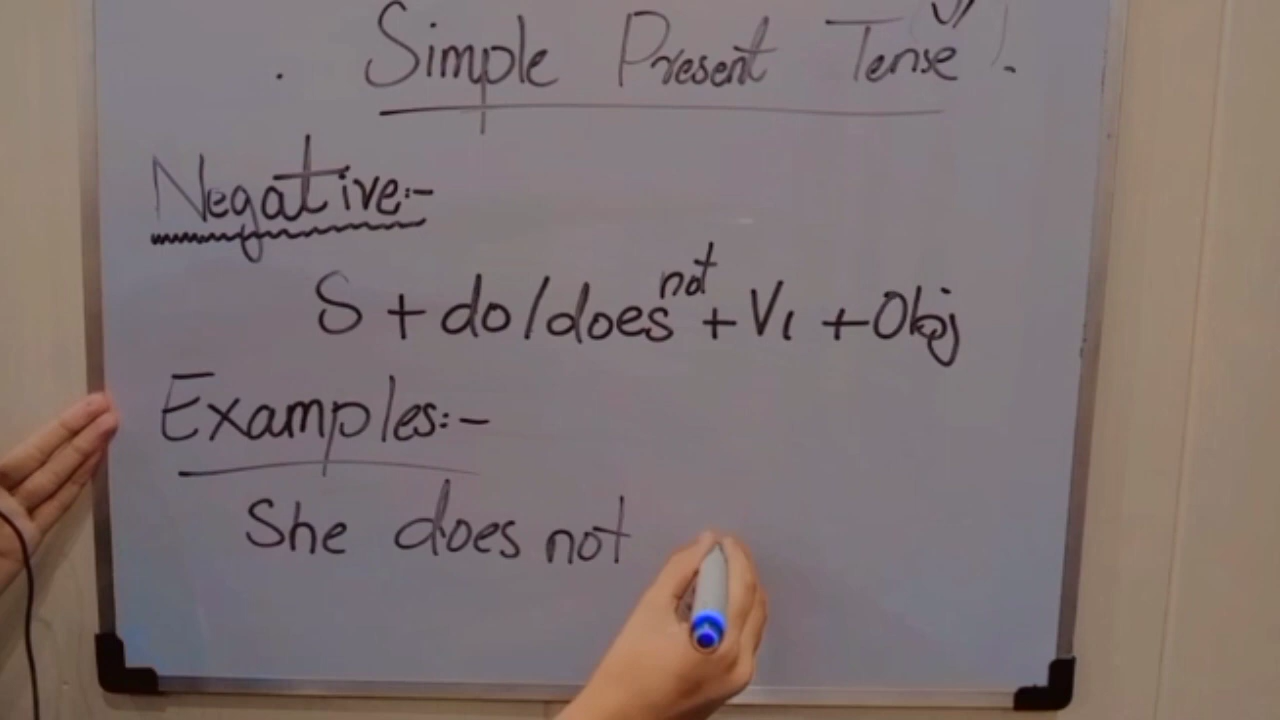 Simple Present Tense).
Negative:-
S + do/does not + V1 + Obj
Examples:-
She does not